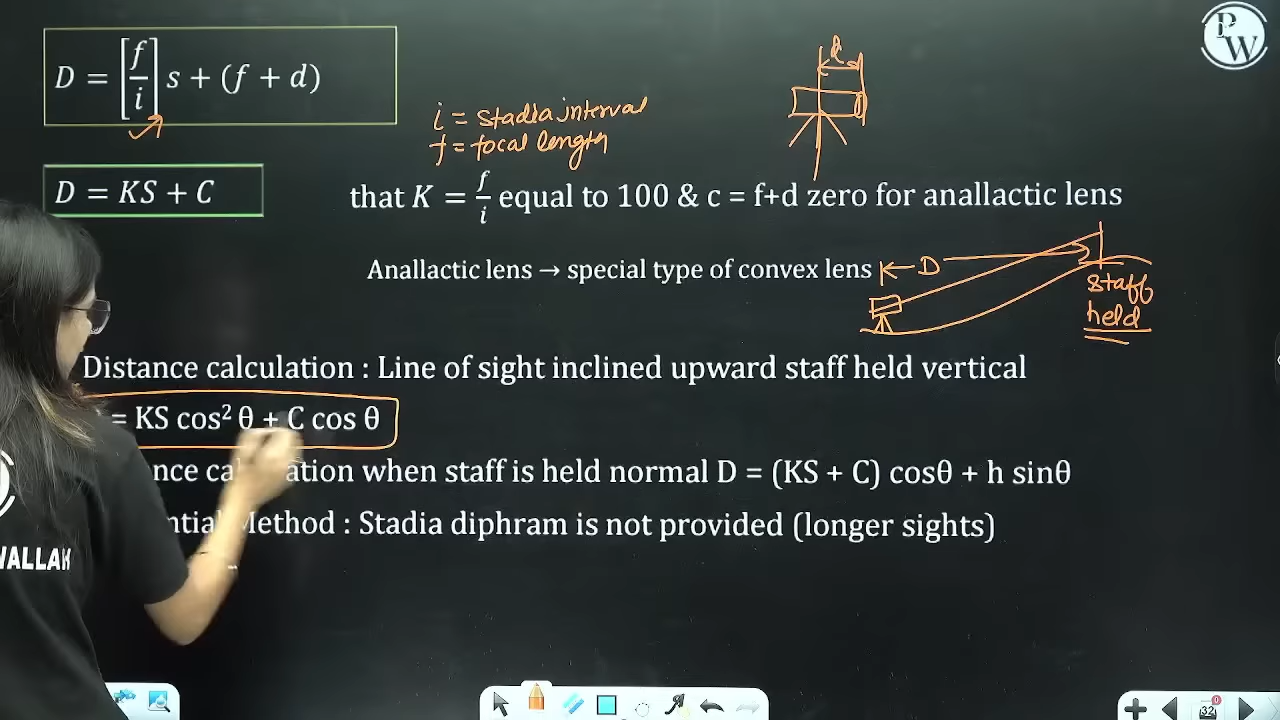 D = [f/i] s + (f + d)
d
i = stadia interval
f = focal length
D = KS + C
that K = f/i equal to 100 & c = f+d zero for anallactic lens
Anallactic lens → special type of convex lens
D
staff
held
Distance calculation : Line of sight inclined upward staff held vertical
= KS cos² θ + C cos θ
nce ca ation when staff is held normal D = (KS + C) cosθ + h sinθ
ntial Method : Stadia diphram is not provided (longer sights)
WALLAH
PW
32